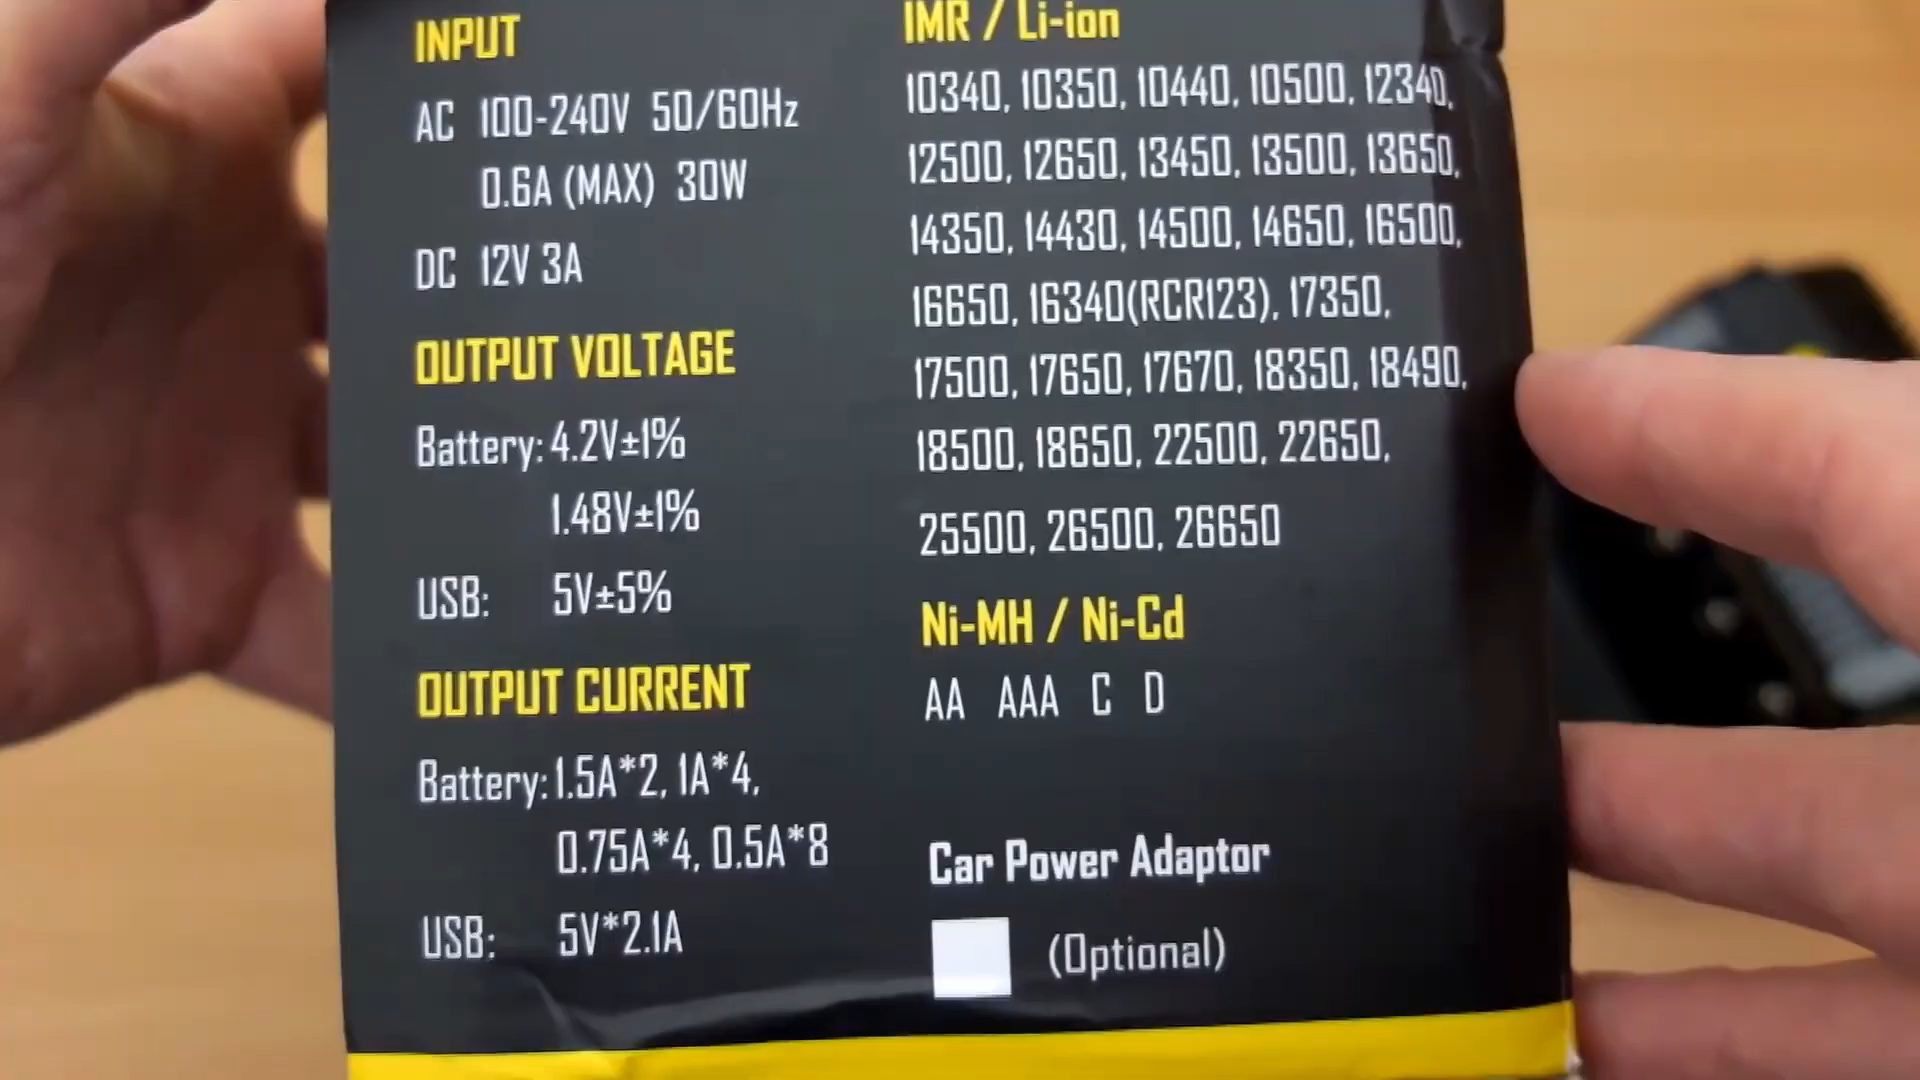 INPUT
AC 100-240V 50/60Hz
0.6A (MAX) 30W
DC 12V 3A
OUTPUT VOLTAGE
Battery: 4.2V±1%
1.48V±1%
USB: 5V±5%
OUTPUT CURRENT
Battery: 1.5A*2, 1A*4,
0.75A*4, 0.5A*8
USB: 5V*2.1A
IMR / Li-ion
10340, 10350, 10440, 10500, 12340,
12500, 12650, 13450, 13500, 13650,
14350, 14430, 14500, 14650, 16500,
16650, 16340(RCR123), 17350,
17500, 17650, 17670, 18350, 18490,
18500, 18650, 22500, 22650,
25500, 26500, 26650
Ni-MH / Ni-Cd
AA AAA C D
Car Power Adaptor
(Optional)